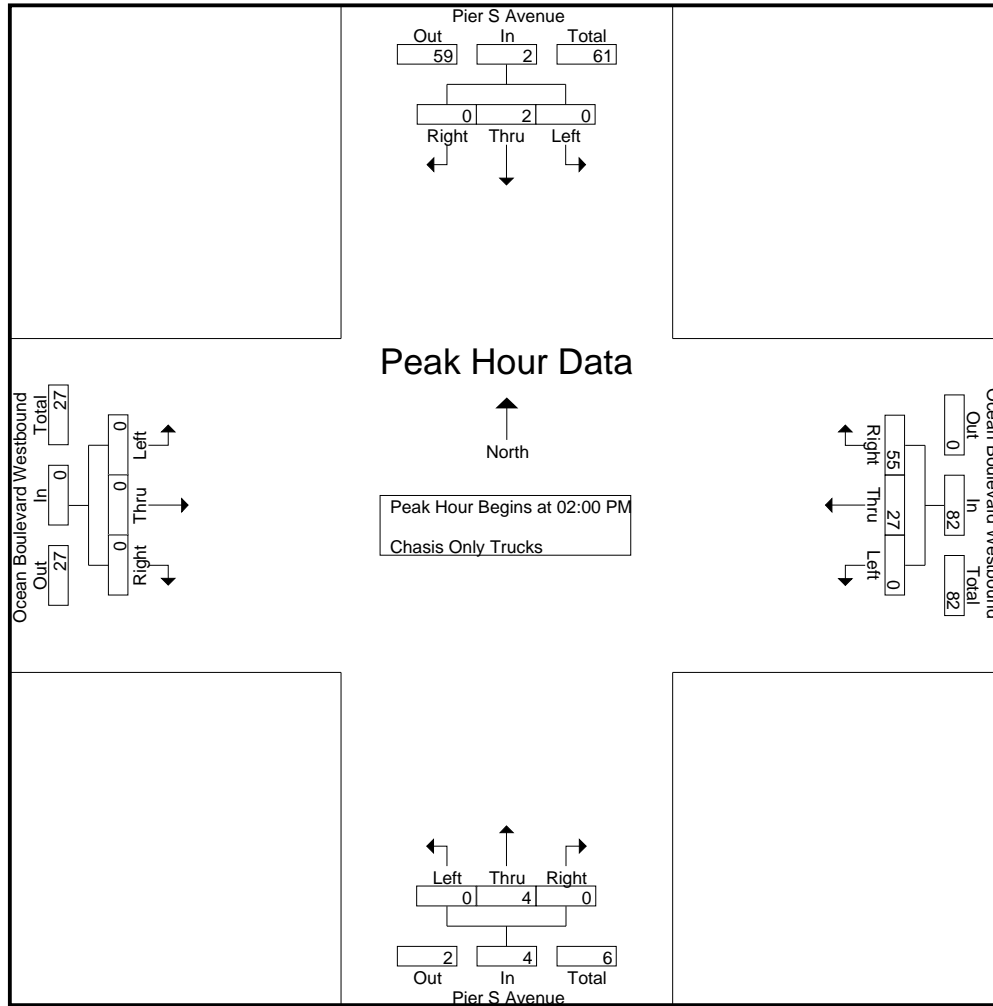 Pier S Avenue
Out In Total
59 2 61
0 2 0
Right Thru Left
Peak Hour Data
North
Peak Hour Begins at 02:00 PM
Chasis Only Trucks
Ocean Boulevard Westbound
Total In Out
27 0 27
0 0 0
Left Thru Right
Right Thru Left
55 27 0
Out In Total
0 82 82
Ocean Boulevard Westbound
Left Thru Right
0 4 0
2 4 6
Out In Total
Pier S Avenue